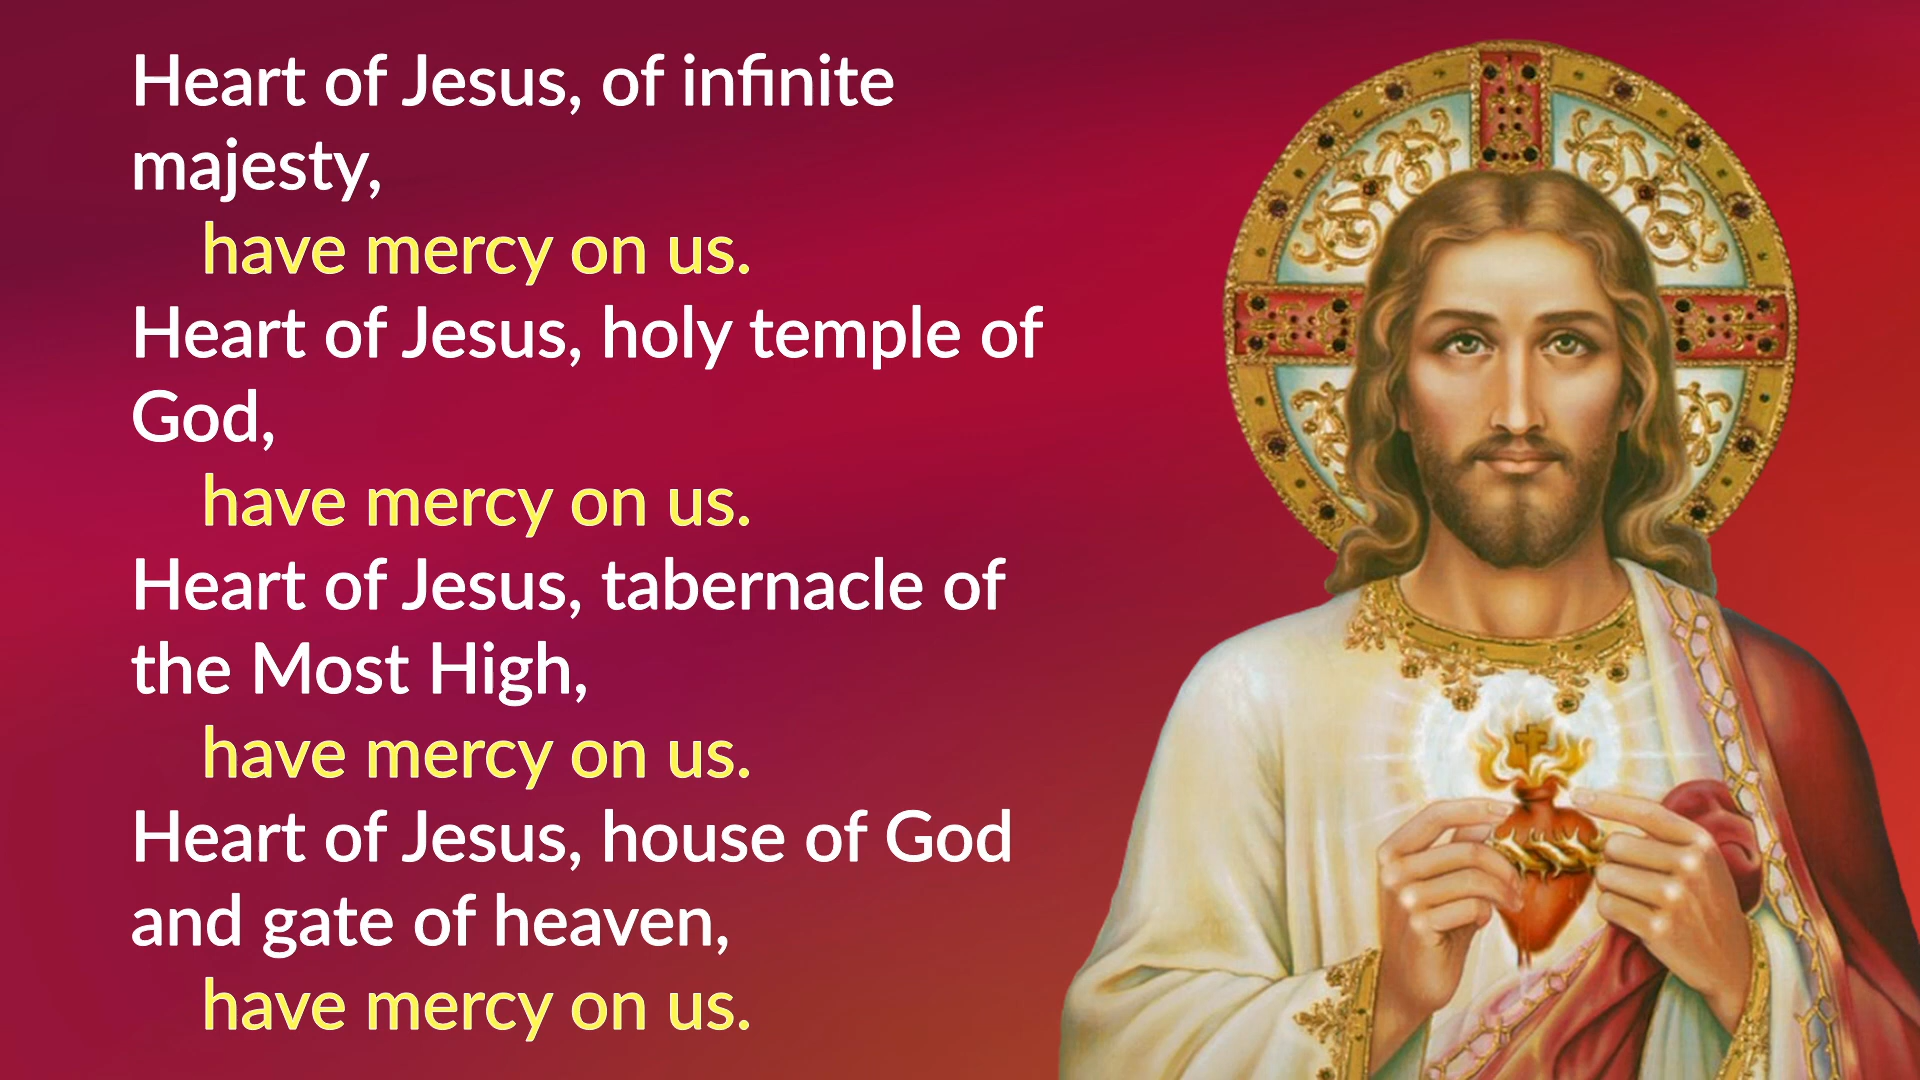 Heart of Jesus, of infinite
majesty,
have mercy on us.
Heart of Jesus, holy temple of
God,
have mercy on us.
Heart of Jesus, tabernacle of
the Most High,
have mercy on us.
Heart of Jesus, house of God
and gate of heaven,
have mercy on us.